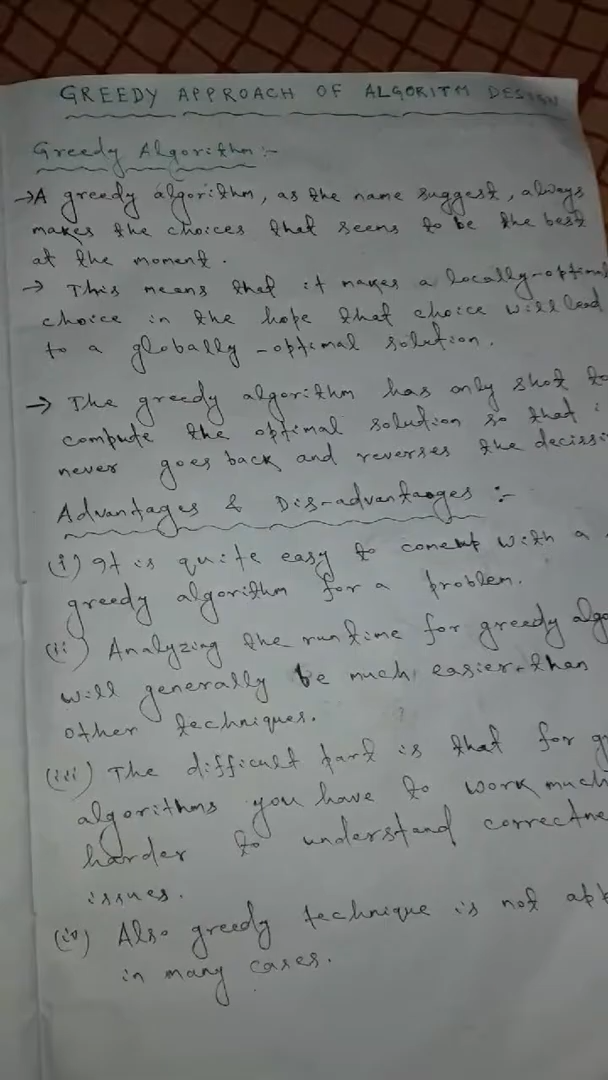 GREEDY APPROACH OF ALGORITM DESIGN
Greedy Algorithm:-
→A greedy algorithm, as the name suggest, always
makes the choices that seens to be the best
at the moment.
→ This means that it makes a locally-optimal
choice in the hope that choice will lead
to a globally-optimal solution.
→ The greedy algorithm has only shot to
compute the optimal solution so that
never goes back and reverses the decissi
Advantages & Dis-advantages :-
(i) It is quite easy to come up with a
greedy algorithm for a problem.
(ii) Analyzing the runtime for greedy algo
will generally be much easier than
other techniques.
(iii) The difficult part is that for g
algorithms you have to work much
harder to understand correctne
issues.
(iv) Also greedy technique is not
in many cases.